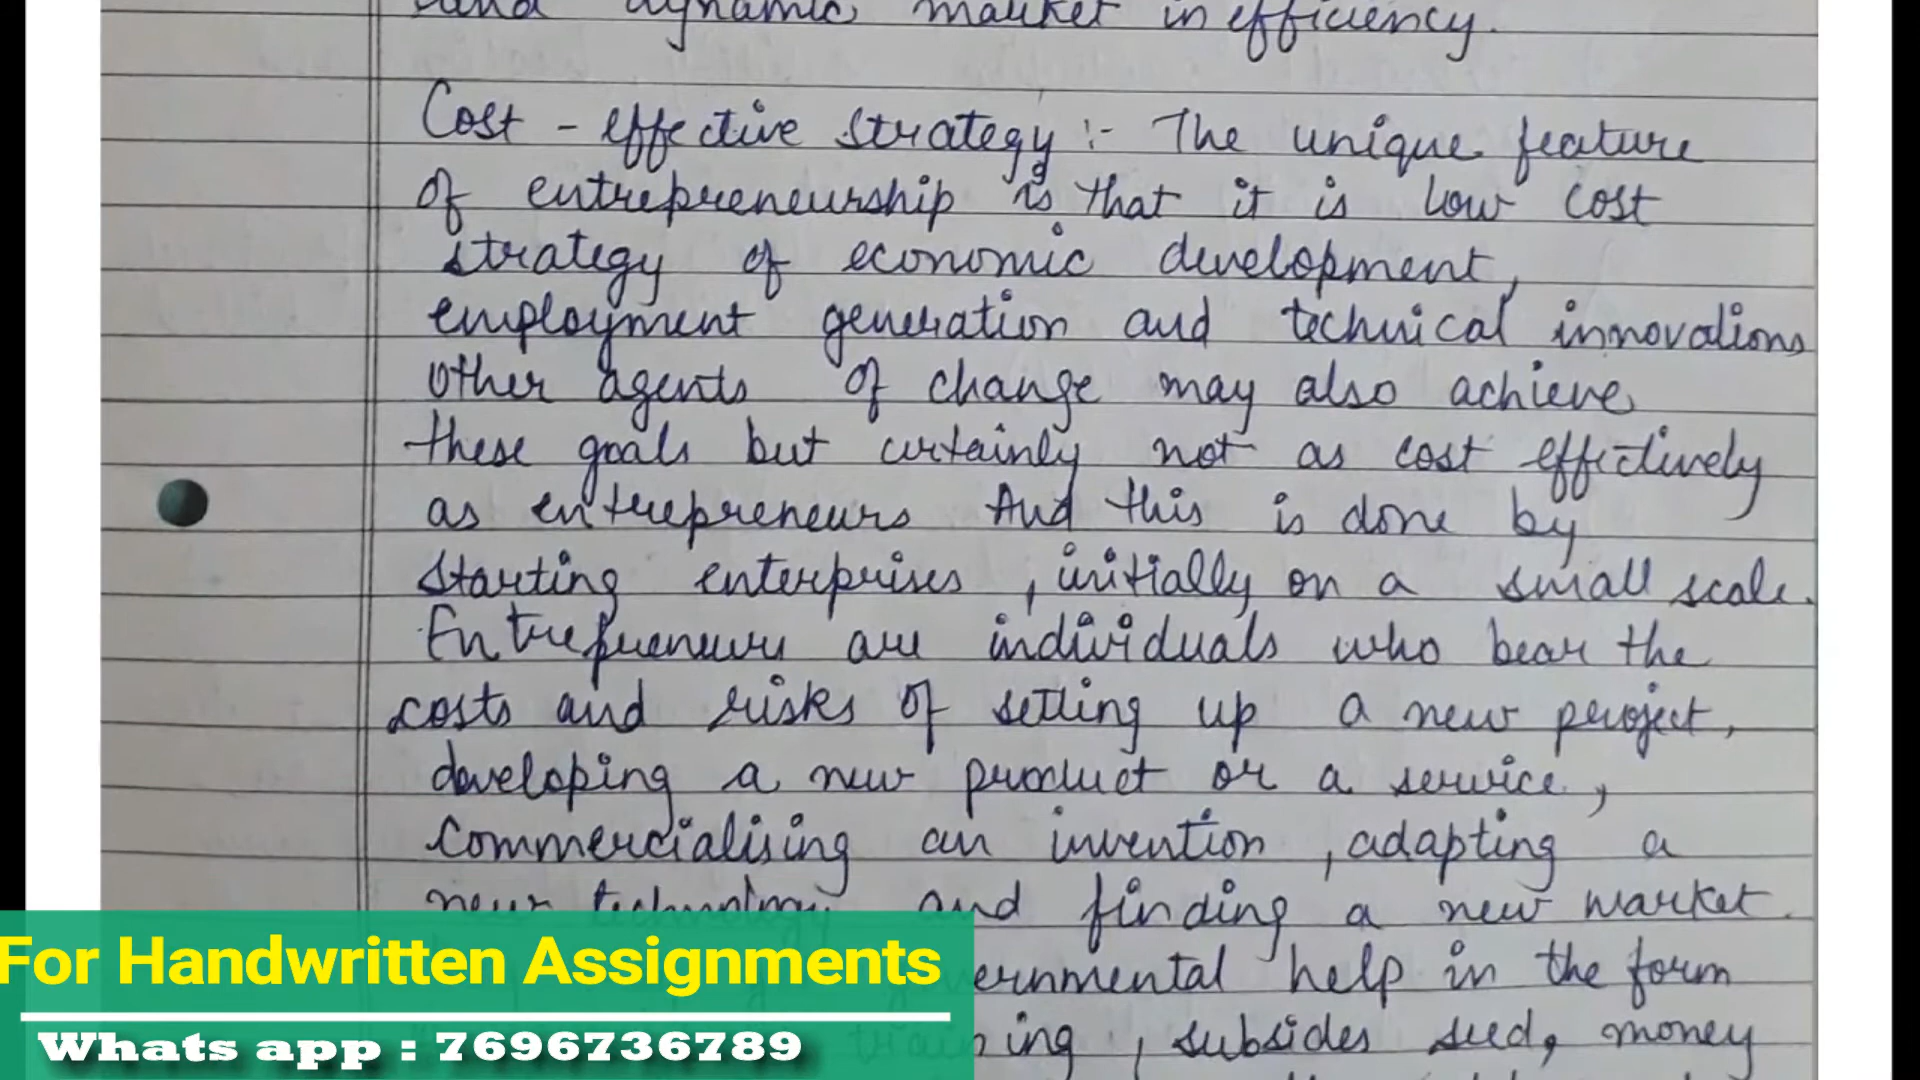 and dynamic market in efficiency.
Cost - effective strategy :- The unique feature
of entrepreneurship is that it is low cost
strategy of economic development,
employment generation and technical innovations
other agents of change may also achieve
these goals but certainly not as cost effectively
as entrepreneurs And this is done by
starting enterprises , initially on a small scale.
Entrepreneurs are individuals who bear the
costs and risks of setting up a new project,
developing a new product or a service,
commercialising an invention , adapting a
new technology and finding a new market.
ernmental help in the form
training , subsides seed, money
For Handwritten Assignments
Whats app : 7696736789